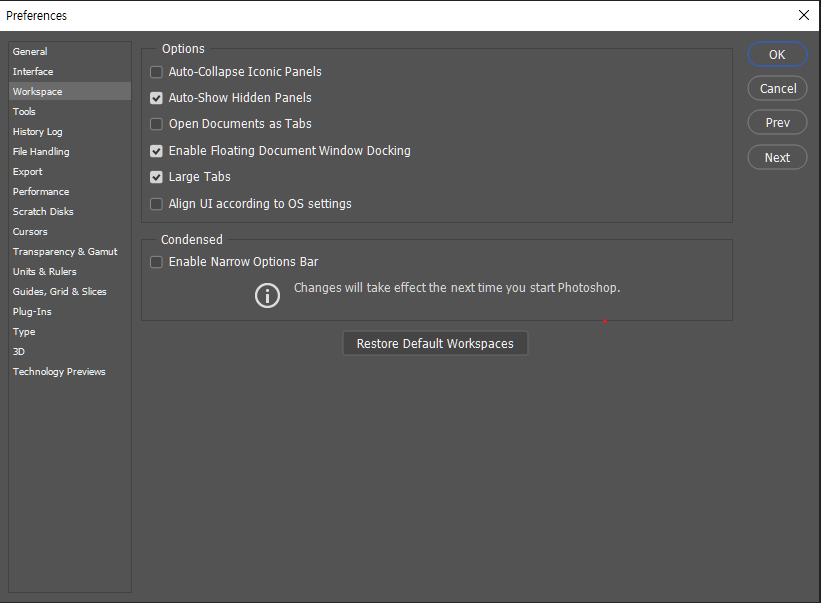 Preferences
General
Interface
Workspace
Tools
History Log
File Handling
Export
Performance
Scratch Disks
Cursors
Transparency & Gamut
Units & Rulers
Guides, Grid & Slices
Plug-Ins
Type
3D
Technology Previews
Options
Auto-Collapse Iconic Panels
Auto-Show Hidden Panels
Open Documents as Tabs
Enable Floating Document Window Docking
Large Tabs
Align UI according to OS settings
Condensed
Enable Narrow Options Bar
Changes will take effect the next time you start Photoshop.
Restore Default Workspaces
OK
Cancel
Prev
Next